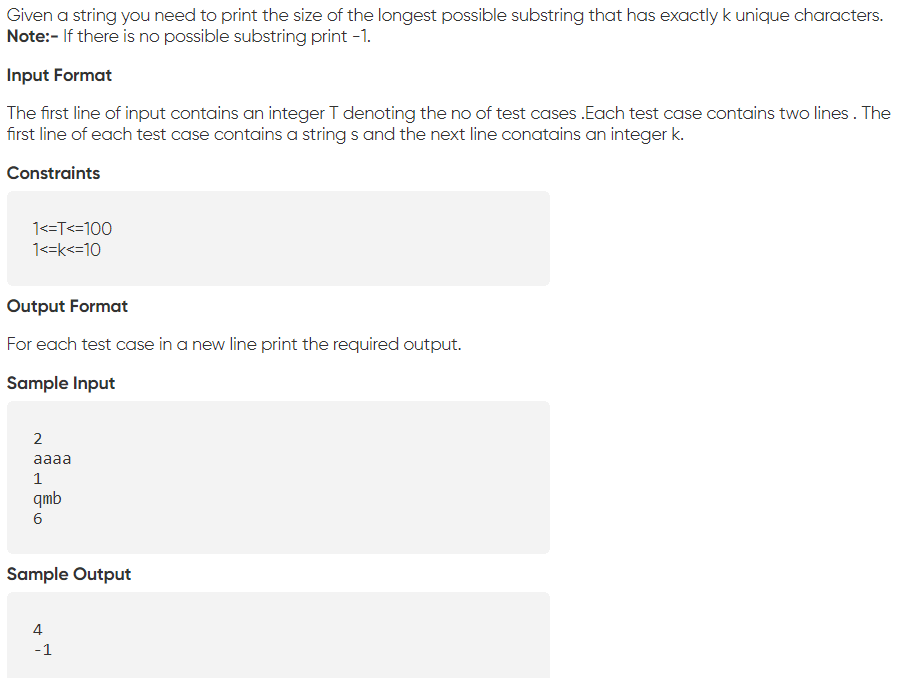 Given a string you need to print the size of the longest possible substring that has exactly k unique characters.
Note:- If there is no possible substring print -1.
Input Format
The first line of input contains an integer T denoting the no of test cases .Each test case contains two lines . The
first line of each test case contains a string s and the next line conatains an integer k.
Constraints
1<=T<=100
1<=k<=10
Output Format
For each test case in a new line print the required output.
Sample Input
2
aaaa
1
qmb
6
Sample Output
4
-1